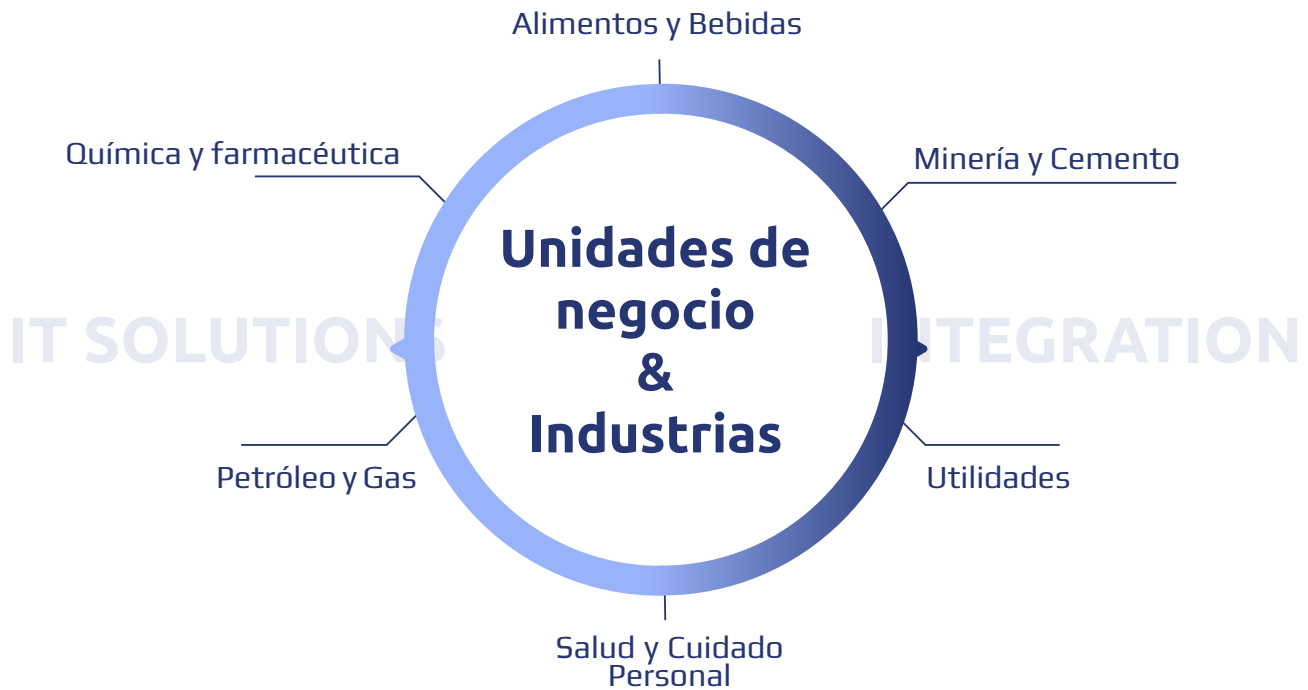 Alimentos y Bebidas
Química y farmacéutica
Minería y Cemento
Unidades de
negocio
&
Industrias
IT SOLUTIONS
INTEGRATION
Petróleo y Gas
Utilidades
Salud y Cuidado
Personal